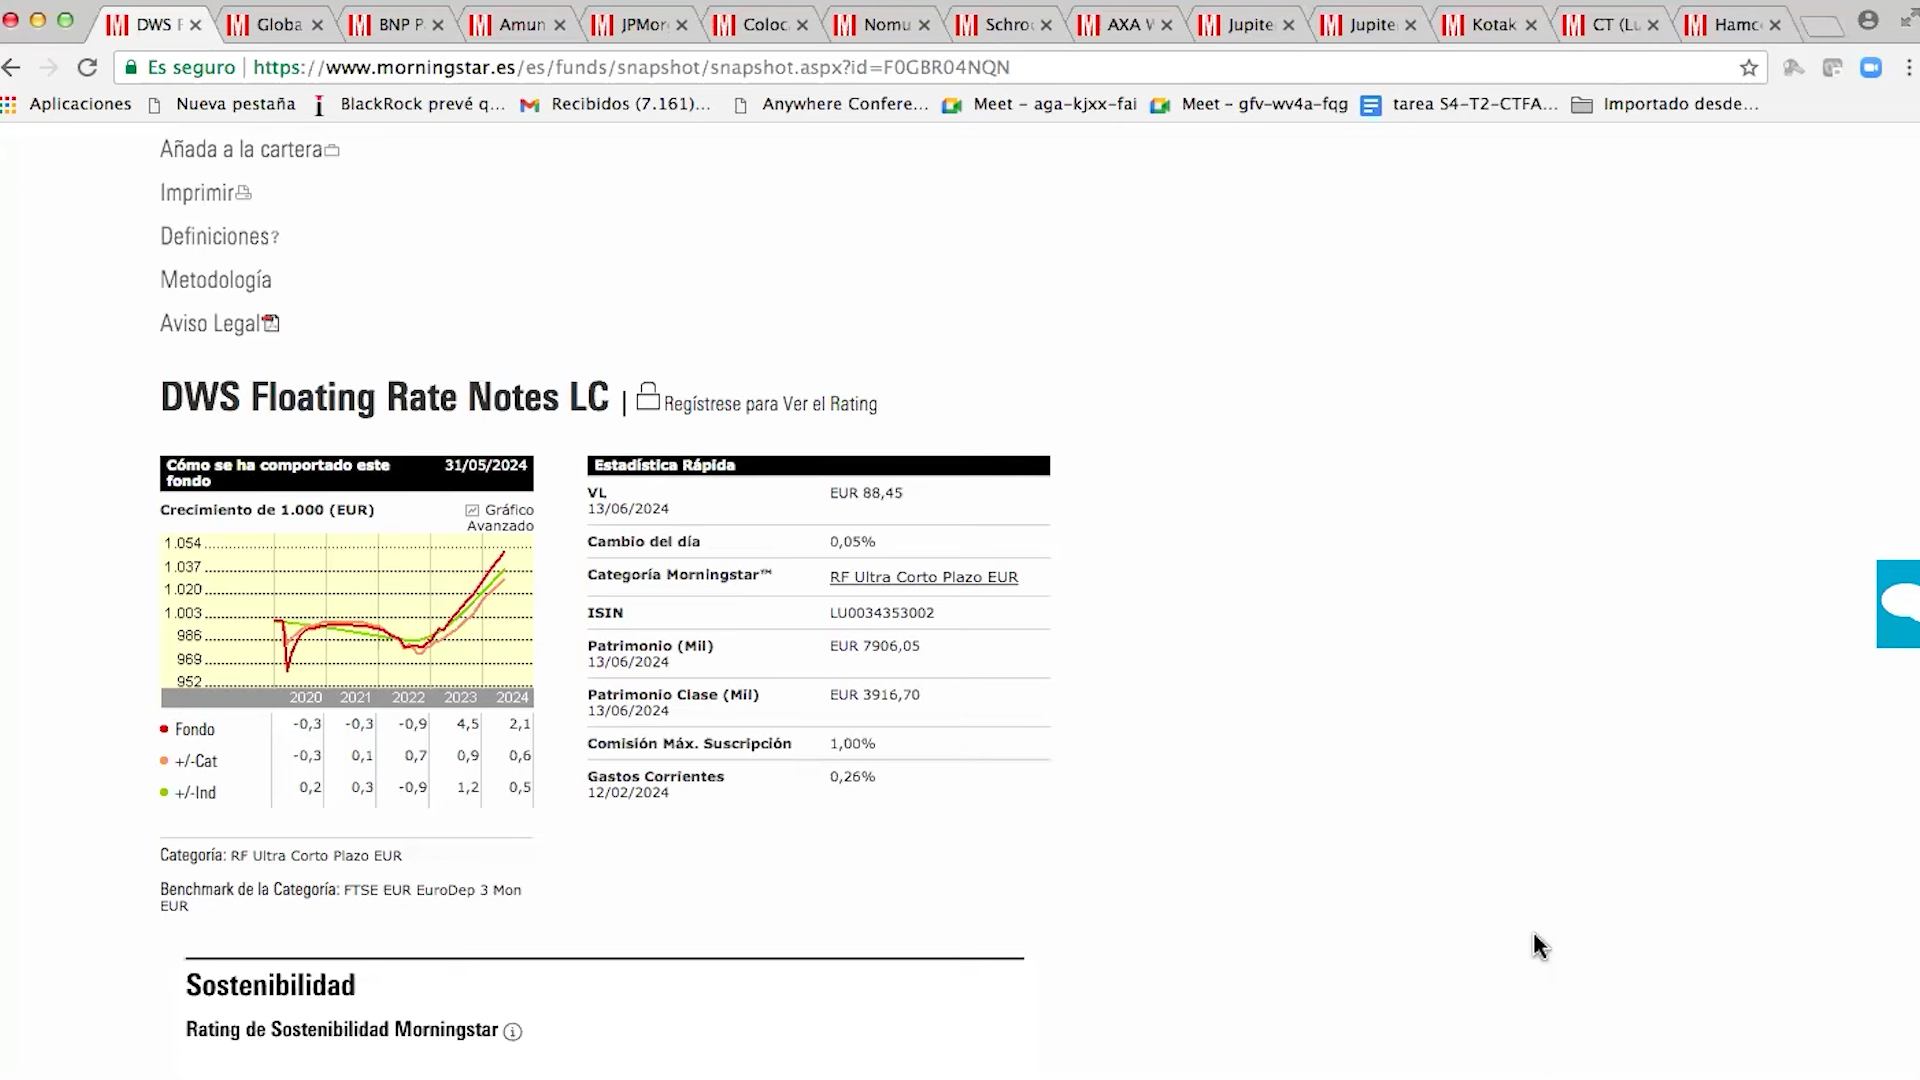 DWS F
Globa
BNP P
Amun
JPMor
Coloc
Nomu
Schro
AXA W
Jupite
Jupite
Kotak
CT (Lu
Hamc
Es seguro | https://www.morningstar.es/es/funds/snapshot/snapshot.aspx?id=F0GBR04NQN
Aplicaciones
Nueva pestaña
BlackRock prevé q...
Recibidos (7.161)...
Anywhere Confere...
Meet – aga-kjxx-fai
Meet – gfv-wv4a-fqg
tarea S4-T2-CTFA...
Importado desde...
Añada a la cartera
Imprimir
Definiciones?
Metodología
Aviso Legal
DWS Floating Rate Notes LC | Regístrese para Ver el Rating
Cómo se ha comportado este fondo 31/05/2024
Crecimiento de 1.000 (EUR) Gráfico Avanzado
1.054
1.037
1.020
1.003
986
969
952
2020 2021 2022 2023 2024
Fondo -0,3 -0,3 -0,9 4,5 2,1
+/-Cat -0,3 0,1 0,7 0,9 0,6
+/-Ind 0,2 0,3 -0,9 1,2 0,5
Categoría: RF Ultra Corto Plazo EUR
Benchmark de la Categoría: FTSE EUR EuroDep 3 Mon
EUR
Estadística Rápida
VL EUR 88,45
13/06/2024
Cambio del día 0,05%
Categoría Morningstar™ RF Ultra Corto Plazo EUR
ISIN LU0034353002
Patrimonio (Mil) EUR 7906,05
13/06/2024
Patrimonio Clase (Mil) EUR 3916,70
13/06/2024
Comisión Máx. Suscripción 1,00%
Gastos Corrientes 0,26%
12/02/2024
Sostenibilidad
Rating de Sostenibilidad Morningstar